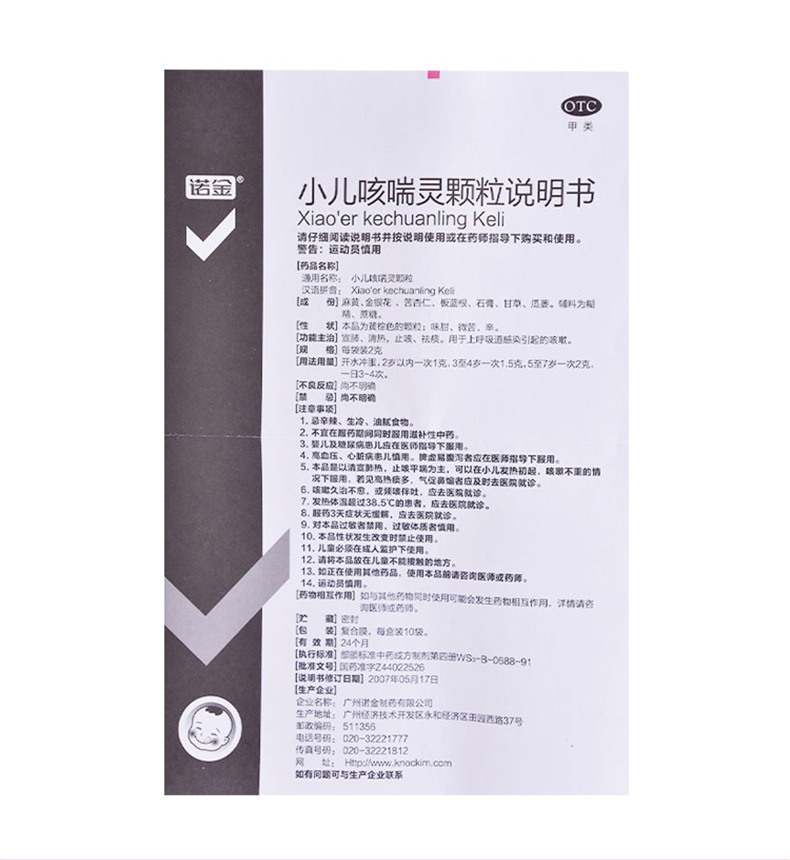 OTC
甲类
诺金®
小儿咳喘灵颗粒说明书
Xiao'er kechuanling Keli
请仔细阅读说明书并按说明使用或在药师指导下购买和使用。
警告：运动员慎用
[药品名称]
通用名称： 小儿咳喘灵颗粒
汉语拼音： Xiao'er kechuanling Keli
[成 份] 麻黄、金银花 、苦杏仁、板蓝根、石膏、甘草、瓜蒌。辅料为糊
精、蔗糖。
[性 状] 本品为黄棕色的颗粒；味甜、微苦、辛。
[功能主治] 宣肺、清热，止咳、祛痰。用于上呼吸道感染引起的咳嗽。
[规 格] 每袋装2克
[用法用量] 开水冲服，2岁以内一次1克，3至4岁一次1.5克，5至7岁一次2克，
一日3~4次。
[不良反应] 尚不明确
[禁 忌] 尚不明确
[注意事项]
1. 忌辛辣、生冷、油腻食物。
2. 不宜在服药期间同时服用滋补性中药。
3. 婴儿及糖尿病患儿应在医师指导下服用。
4. 高血压、心脏病患儿慎用。脾虚易腹泻者应在医师指导下服用。
5. 本品是以清宣肺热，止咳平喘为主，可以在小儿发热初起，咳嗽不重的情
况下服用，若见高热痰多，气促鼻煽者应及时去医院就诊。
6. 咳嗽久治不愈，或频咳伴吐，应去医院就诊。
7. 发热体温超过38.5℃的患者，应去医院就诊。
8. 服药3天症状无缓解，应去医院就诊。
9. 对本品过敏者禁用，过敏体质者慎用。
10. 本品性状发生改变时禁止使用。
11. 儿童必须在成人监护下使用。
12. 请将本品放在儿童不能接触的地方。
13. 如正在使用其他药品，使用本品前请咨询医师或药师。
14. 运动员慎用。
[药物相互作用] 如与其他药物同时使用可能会发生药物相互作用，详情请咨
询医师或药师。
[贮 藏] 密封
[包 装] 复合膜，每盒装10袋。
[有 效 期] 24个月
[执行标准] 部颁标准中药成方制剂第四册WS₃-B-0688-91
[批准文号] 国药准字Z44022526
[说明书修订日期] 2007年05月17日
[生产企业]
企业名称： 广州诺金制药有限公司
生产地址： 广州经济技术开发区永和经济区田园西路37号
邮政编码： 511356
电话号码： 020-32221777
传真号码： 020-32221812
网 址： Http://www.knockim.com
如有问题可与生产企业联系